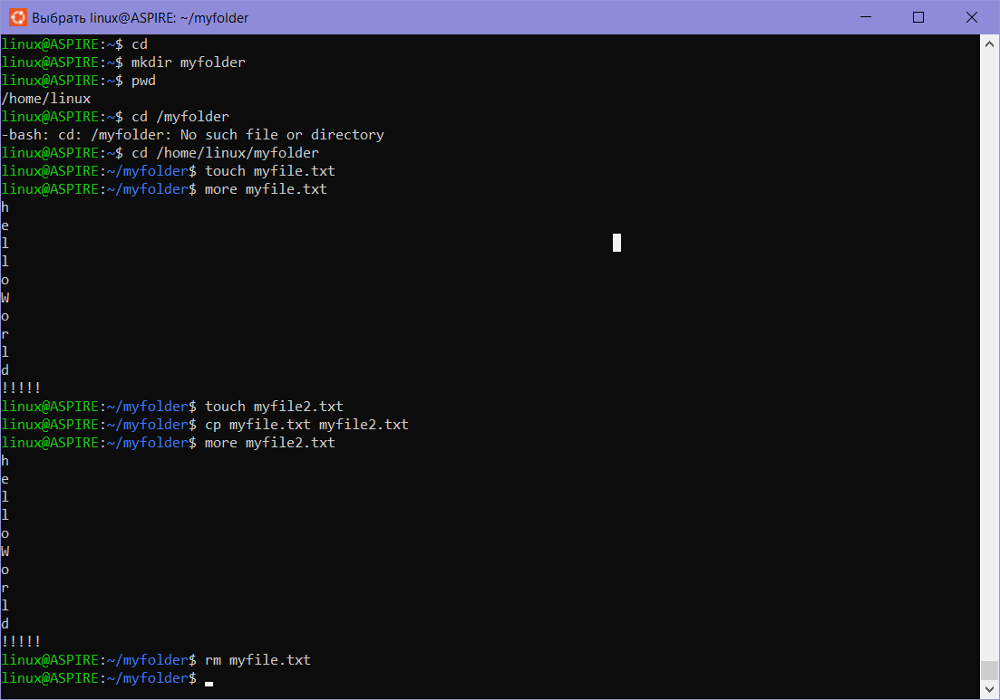 Выбрать linux@ASPIRE: ~/myfolder
linux@ASPIRE:~$ cd
linux@ASPIRE:~$ mkdir myfolder
linux@ASPIRE:~$ pwd
/home/linux
linux@ASPIRE:~$ cd /myfolder
-bash: cd: /myfolder: No such file or directory
linux@ASPIRE:~$ cd /home/linux/myfolder
linux@ASPIRE:~/myfolder$ touch myfile.txt
linux@ASPIRE:~/myfolder$ more myfile.txt
h
e
l
l
o
W
o
r
l
d
!!!!!
linux@ASPIRE:~/myfolder$ touch myfile2.txt
linux@ASPIRE:~/myfolder$ cp myfile.txt myfile2.txt
linux@ASPIRE:~/myfolder$ more myfile2.txt
h
e
l
l
o
W
o
r
l
d
!!!!!
linux@ASPIRE:~/myfolder$ rm myfile.txt
linux@ASPIRE:~/myfolder$